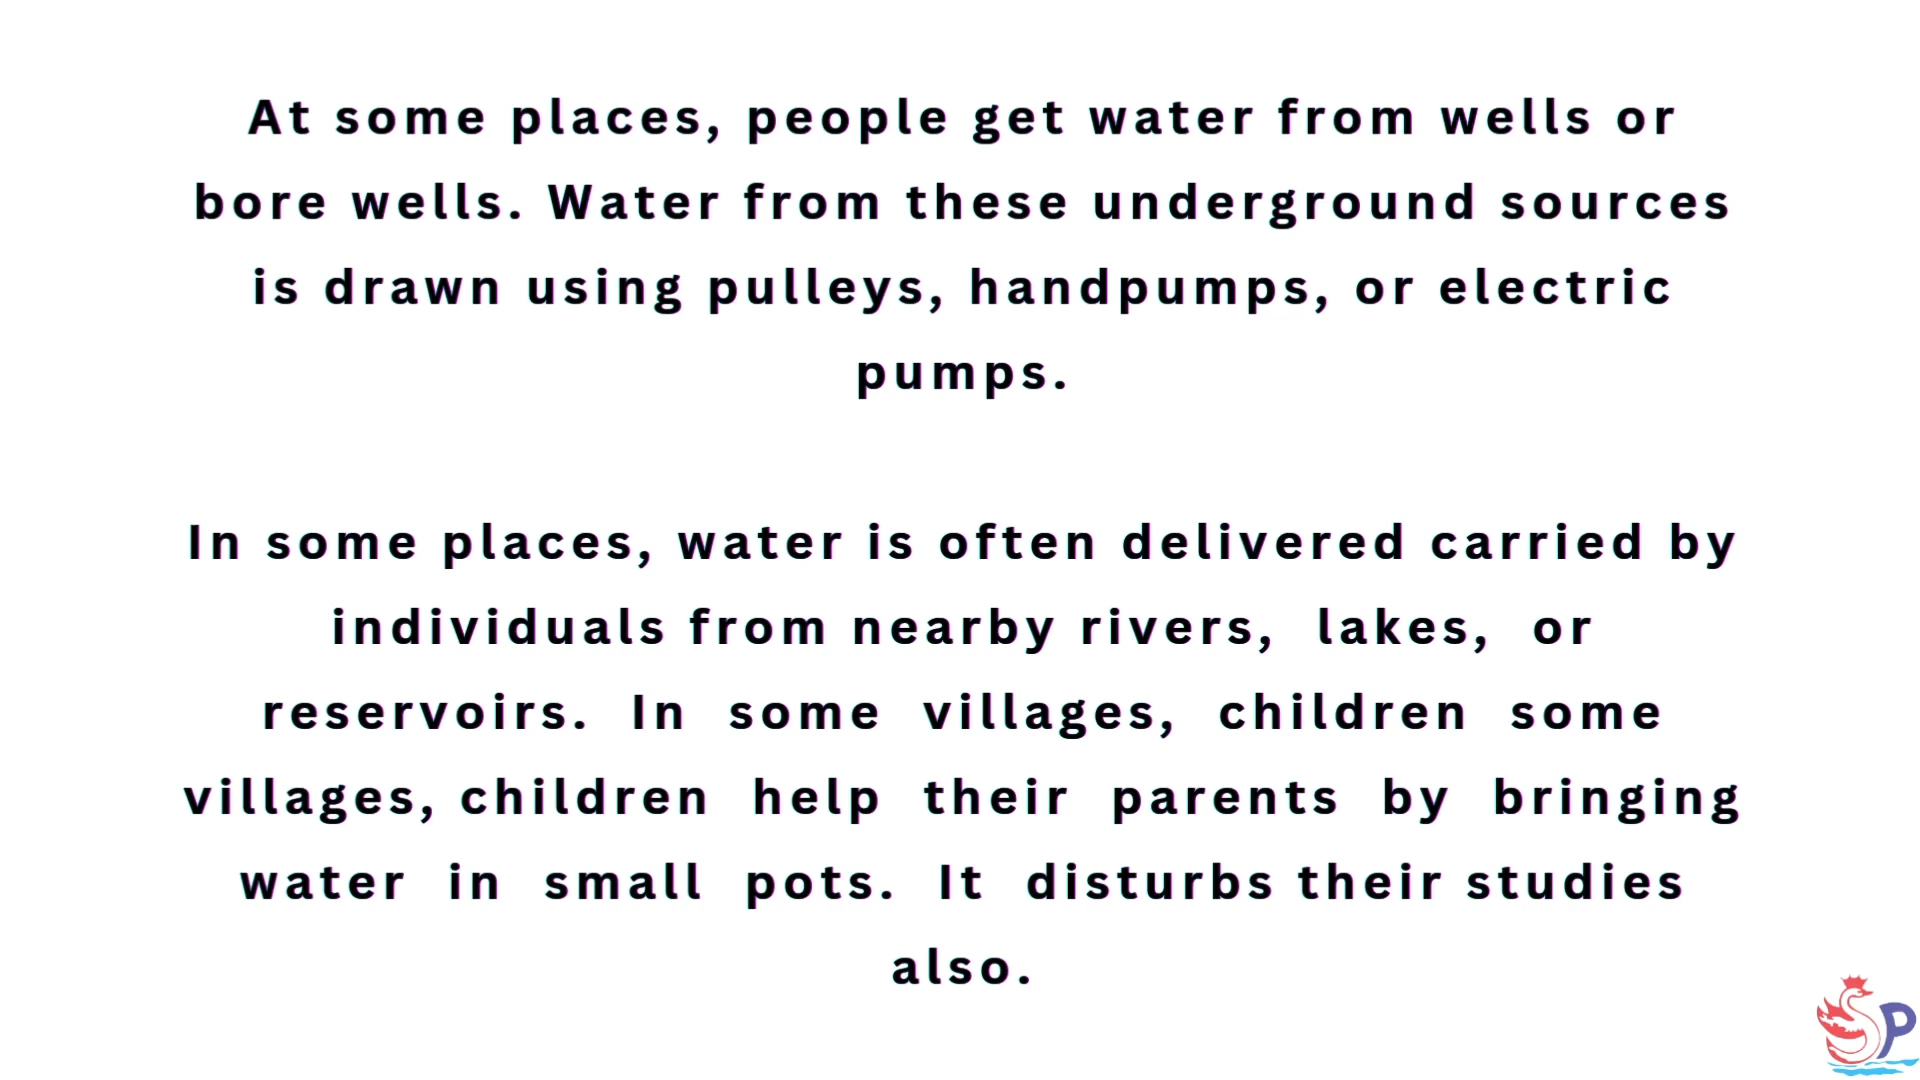 At some places, people get water from wells or
bore wells. Water from these underground sources
is drawn using pulleys, handpumps, or electric
pumps.
In some places, water is often delivered carried by
individuals from nearby rivers, lakes, or
reservoirs. In some villages, children some
villages, children help their parents by bringing
water in small pots. It disturbs their studies
also.
SP